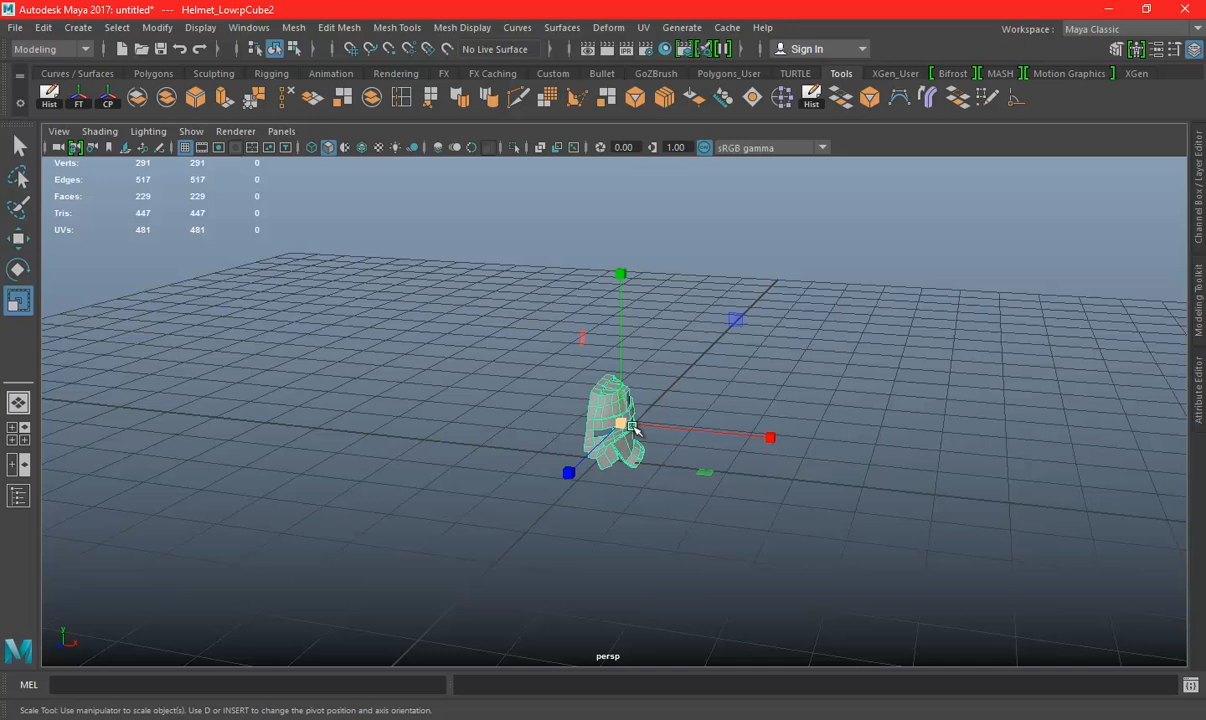 Autodesk Maya 2017: untitled* --- Helmet_Low:pCube2
File Edit Create Select Modify Display Windows Mesh Edit Mesh Mesh Tools Mesh Display Curves Surfaces Deform UV Generate Cache Help Workspace : Maya Classic
Modeling No Live Surface Sign In
Curves / Surfaces Polygons Sculpting Rigging Animation Rendering FX FX Caching Custom Bullet GoZBrush Polygons_User TURTLE Tools XGen_User Bifrost MASH Motion Graphics XGen
Hist FT CP Hist
View Shading Lighting Show Renderer Panels
0.00 1.00 sRGB gamma
Verts: 291 291 0
Edges: 517 517 0
Faces: 229 229 0
Tris: 447 447 0
UVs: 481 481 0
Channel Box / Layer Editor
Modeling Toolkit
Attribute Editor
y
x
persp
MEL
Scale Tool: Use manipulator to scale object(s). Use D or INSERT to change the pivot position and axis orientation.